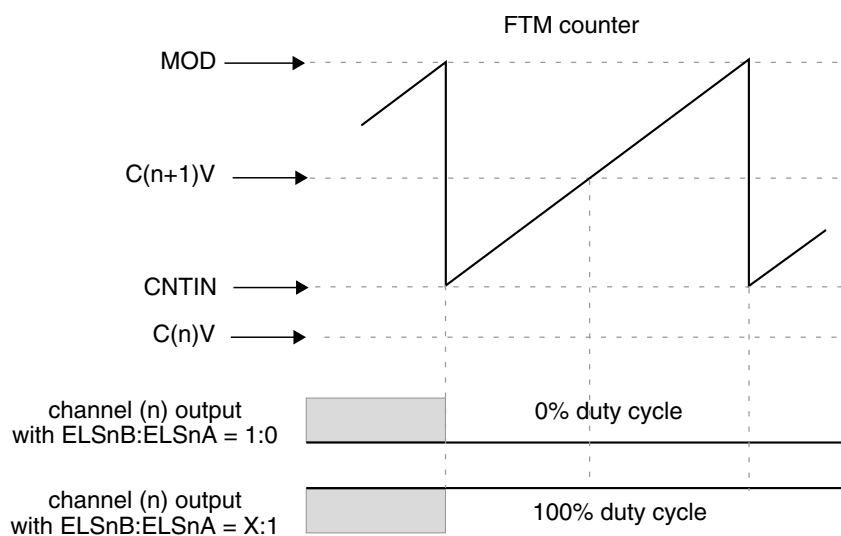 FTM counter
MOD
C(n+1)V
CNTIN
C(n)V
channel (n) output
with ELSnB:ELSnA = 1:0
0% duty cycle
channel (n) output
with ELSnB:ELSnA = X:1
100% duty cycle